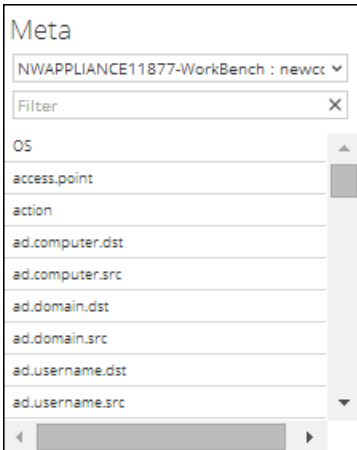 Meta
NWAPPLIANCE11877-WorkBench : newcc
Filter
OS
access.point
action
ad.computer.dst
ad.computer.src
ad.domain.dst
ad.domain.src
ad.username.dst
ad.username.src